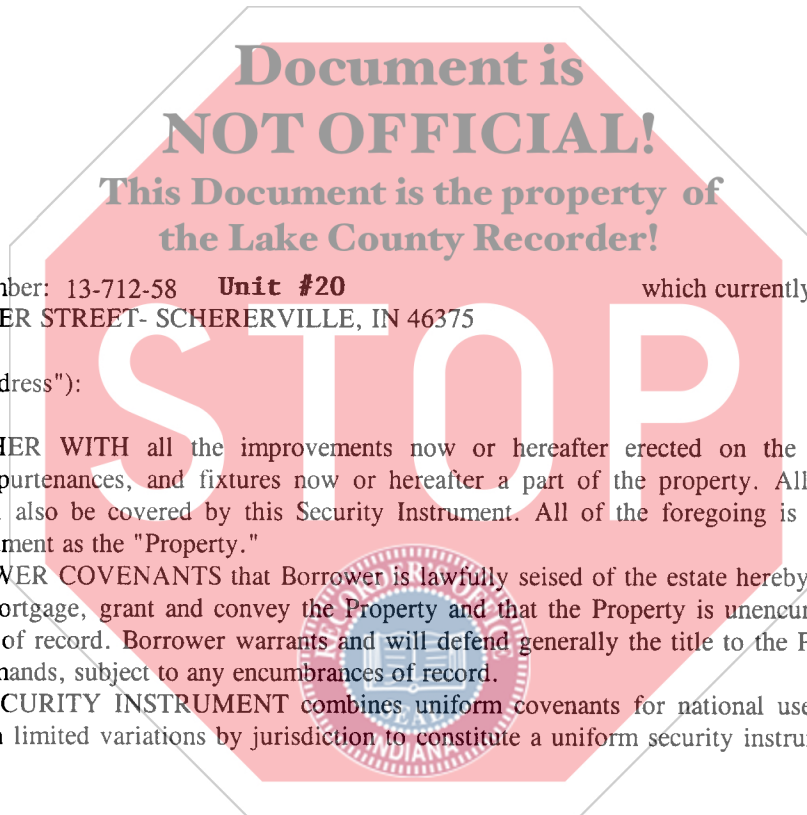 Document is
NOT OFFICIAL!
This Document is the property of
the Lake County Recorder!
nber: 13-712-58 Unit #20 which currently
ER STREET- SCHERERVILLE, IN 46375
dress"):
STOP
HER WITH all the improvements now or hereafter erected on the
purtenances, and fixtures now or hereafter a part of the property. All
also be covered by this Security Instrument. All of the foregoing is
ment as the "Property."
WER COVENANTS that Borrower is lawfully seised of the estate hereby
ortgage, grant and convey the Property and that the Property is unencur
of record. Borrower warrants and will defend generally the title to the P
nands, subject to any encumbrances of record.
CURITY INSTRUMENT combines uniform covenants for national use
limited variations by jurisdiction to constitute a uniform security instru
SEAL
INDIANA